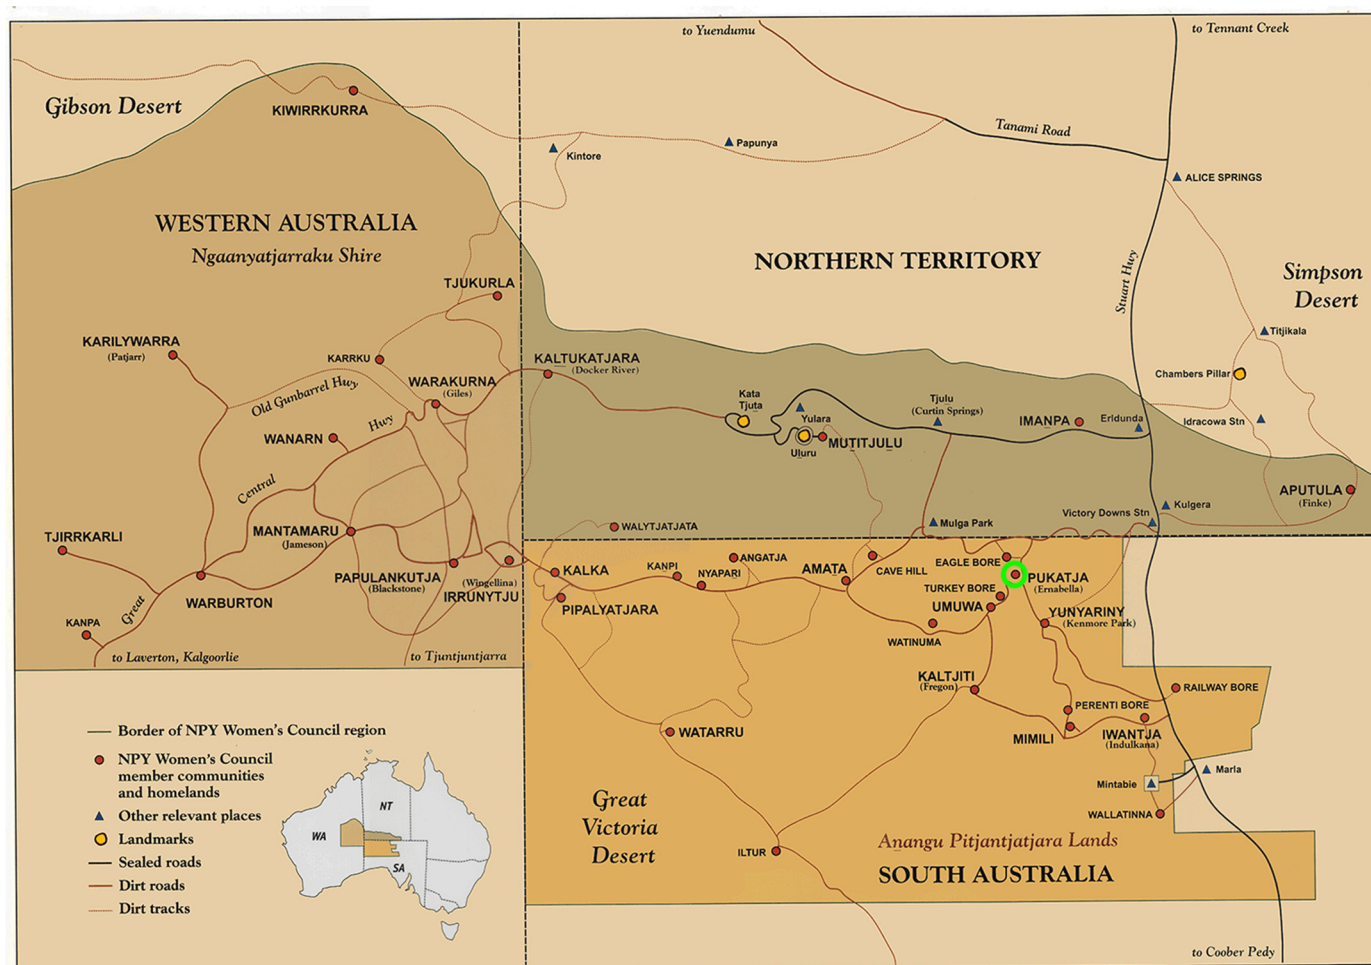 to Yuendumu
to Tennant Creek
Gibson Desert
KIWIRRKURRA
Tanami Road
Kintore
Papunya
ALICE SPRINGS
WESTERN AUSTRALIA
Ngaanyatjarraku Shire
NORTHERN TERRITORY
Stuart Hwy
Simpson
Desert
TJUKURLA
Titjikala
KARILYWARRA
(Patjarr)
KARRKU
KALTUKATJARA
(Docker River)
Chambers Pillar
Old Gunbarrel Hwy
WARAKURNA
(Giles)
Kata
Tjuta
Yulara
Tjulu
(Curtin Springs)
IMANPA
Erldunda
Idracowa Stn
Hwy
WANARN
Uluru
MUTITJULU
Central
APUTULA
(Finke)
Victory Downs Stn
Kulgera
TJIRRKARLI
MANTAMARU
(Jameson)
WALYTJATJATA
Mulga Park
PAPULANKUTJA
(Blackstone)
(Wingellina)
IRRUNYTJU
KALKA
KANPI
ANGATJA
NYAPARI
AMATA
CAVE HILL
EAGLE BORE
PUKATJA
(Ernabella)
WARBURTON
Great
PIPALYATJARA
TURKEY BORE
UMUWA
YUNYARINY
(Kenmore Park)
KANPA
WATINUMA
to Laverton, Kalgoorlie
to Tjuntjuntjarra
KALTJITI
(Fregon)
RAILWAY BORE
PERENTI BORE
WATARRU
MIMILI
IWANTJA
(Indulkana)
Mintabie
Marla
WALLATINNA
Great
Victoria
Desert
ILTUR
Anangu Pitjantjatjara Lands
SOUTH AUSTRALIA
to Coober Pedy
Border of NPY Women's Council region
NPY Women's Council
member communities
and homelands
Other relevant places
Landmarks
Sealed roads
Dirt roads
Dirt tracks
WA
NT
SA